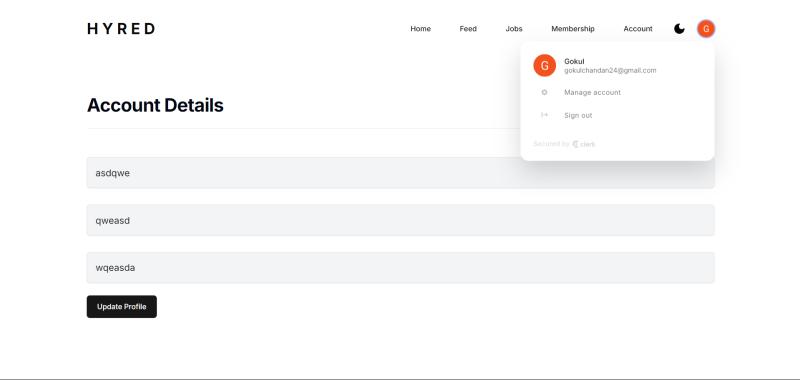 HYRED
Home Feed Jobs Membership Account G
G Gokul
gokulchandan24@gmail.com
Manage account
Sign out
Secured by clerk
Account Details
asdqwe
qweasd
wqeasda
Update Profile